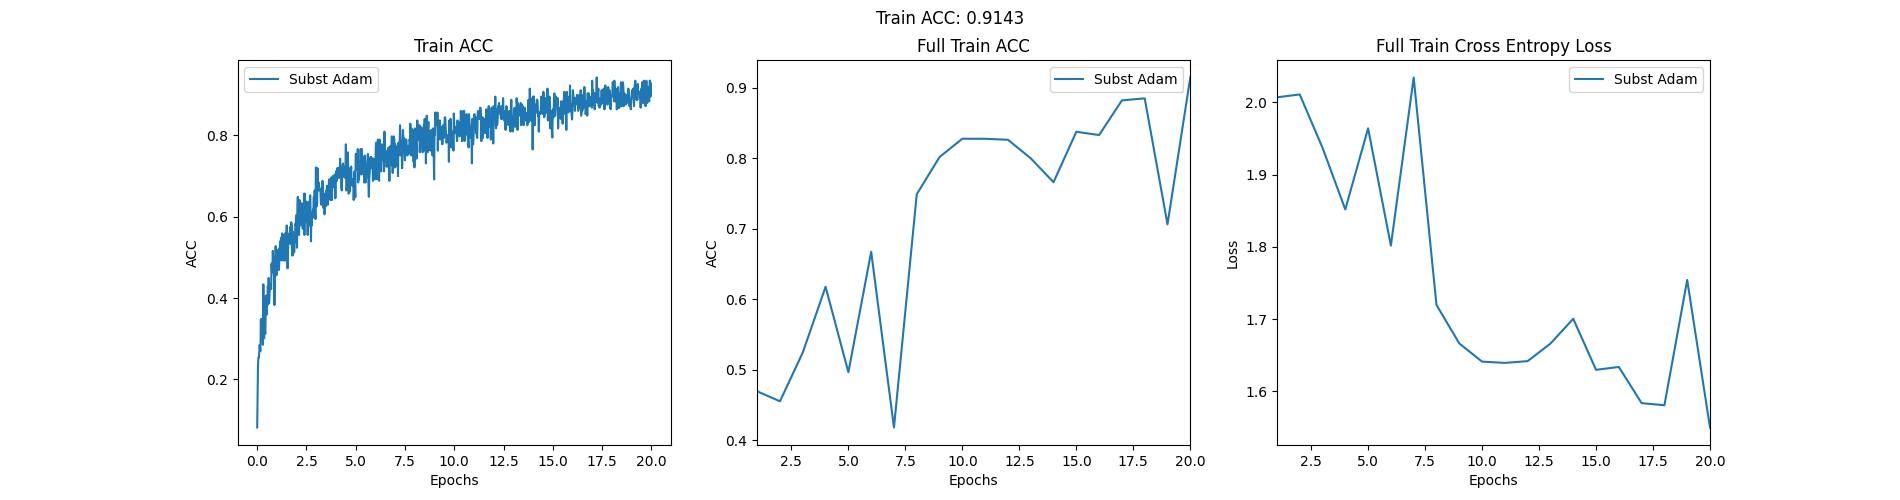 Train ACC: 0.9143
Train ACC
Subst Adam
ACC
0.8
0.6
0.4
0.2
0.0 2.5 5.0 7.5 10.0 12.5 15.0 17.5 20.0
Epochs
Full Train ACC
Subst Adam
ACC
0.9
0.8
0.7
0.6
0.5
0.4
2.5 5.0 7.5 10.0 12.5 15.0 17.5 20.0
Epochs
Full Train Cross Entropy Loss
Subst Adam
Loss
2.0
1.9
1.8
1.7
1.6
2.5 5.0 7.5 10.0 12.5 15.0 17.5 20.0
Epochs